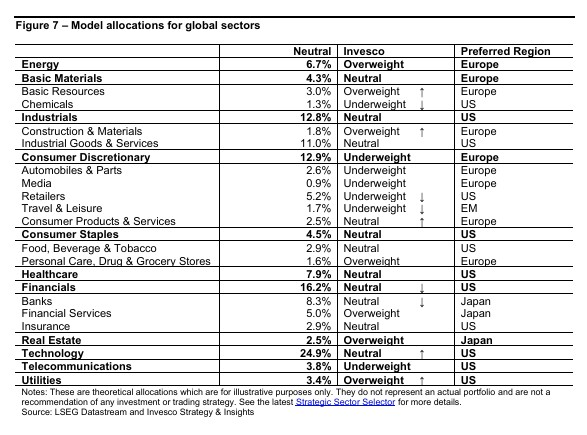 Figure 7 – Model allocations for global sectors
Neutral Invesco Preferred Region
Energy 6.7% Overweight Europe
Basic Materials 4.3% Neutral Europe
Basic Resources 3.0% Overweight ↑ Europe
Chemicals 1.3% Underweight ↓ US
Industrials 12.8% Neutral US
Construction & Materials 1.8% Overweight ↑ Europe
Industrial Goods & Services 11.0% Neutral US
Consumer Discretionary 12.9% Underweight Europe
Automobiles & Parts 2.6% Underweight Europe
Media 0.9% Underweight Europe
Retailers 5.2% Underweight ↓ US
Travel & Leisure 1.7% Underweight ↓ EM
Consumer Products & Services 2.5% Neutral ↑ Europe
Consumer Staples 4.5% Neutral US
Food, Beverage & Tobacco 2.9% Neutral US
Personal Care, Drug & Grocery Stores 1.6% Overweight Europe
Healthcare 7.9% Neutral US
Financials 16.2% Neutral ↓ US
Banks 8.3% Neutral ↓ Japan
Financial Services 5.0% Overweight Japan
Insurance 2.9% Neutral US
Real Estate 2.5% Overweight Japan
Technology 24.9% Neutral ↑ US
Telecommunications 3.8% Underweight US
Utilities 3.4% Overweight ↑ US
Notes: These are theoretical allocations which are for illustrative purposes only. They do not represent an actual portfolio and are not a
recommendation of any investment or trading strategy. See the latest Strategic Sector Selector for more details.
Source: LSEG Datastream and Invesco Strategy & Insights